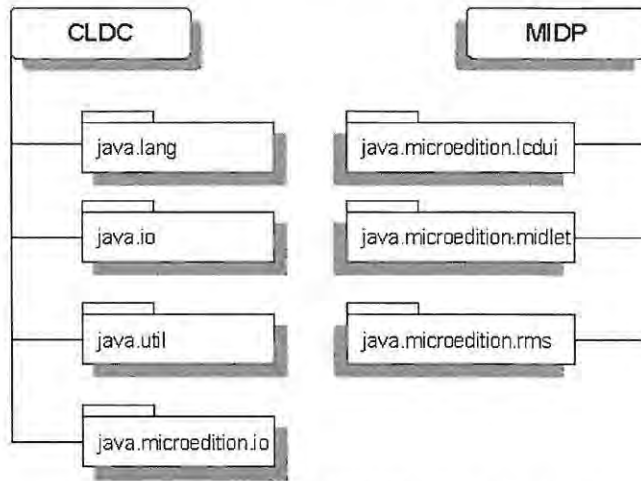 CLDC
MIDP
java.lang
java.microedition.lcdui
java.io
java.microedition.midlet
java.util
java.microedition.rms
java.microedition.io